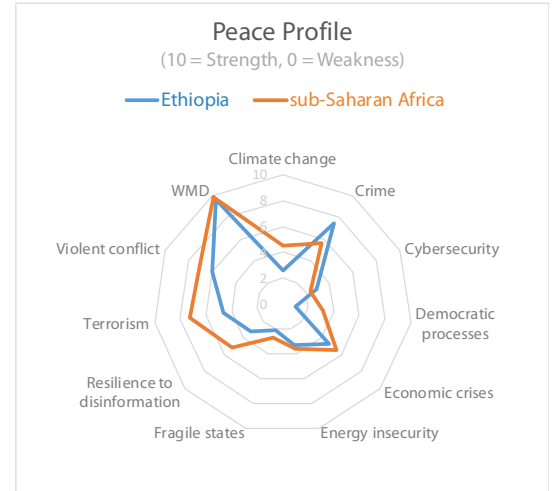 Peace Profile
(10 = Strength, 0 = Weakness)
Ethiopia
sub-Saharan Africa
Climate change
Crime
Cybersecurity
Democratic
processes
Economic crises
Energy insecurity
Fragile states
Resilience to
disinformation
Terrorism
Violent conflict
WMD
10
8
6
4
2
0